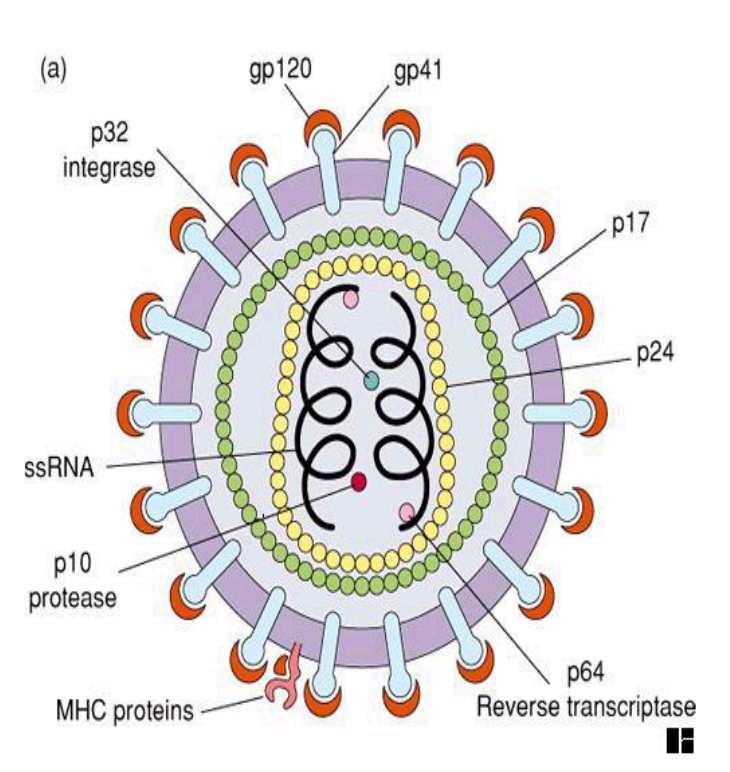 (a)
gp120
gp41
p32
integrase
p17
p24
ssRNA
p10
protease
p64
Reverse transcriptase
MHC proteins